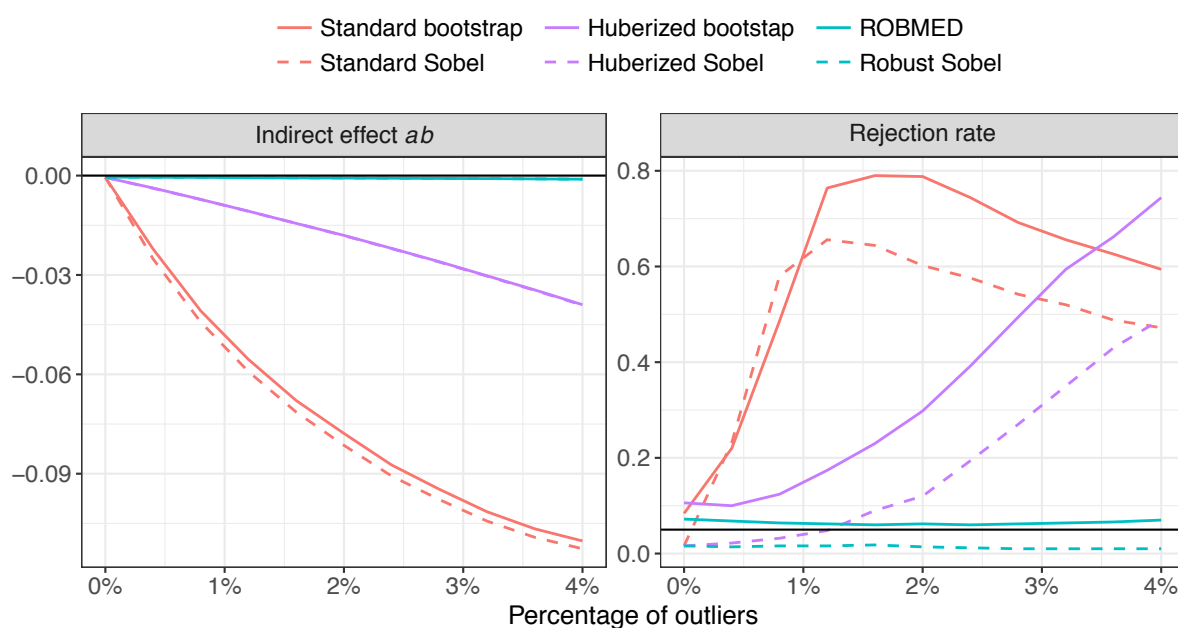 Standard bootstrap Huberized bootstap ROBMED
Standard Sobel Huberized Sobel Robust Sobel
Indirect effect ab Rejection rate
0.00
−0.03
−0.06
−0.09
0.8
0.6
0.4
0.2
0.0
0% 1% 2% 3% 4% 0% 1% 2% 3% 4%
Percentage of outliers